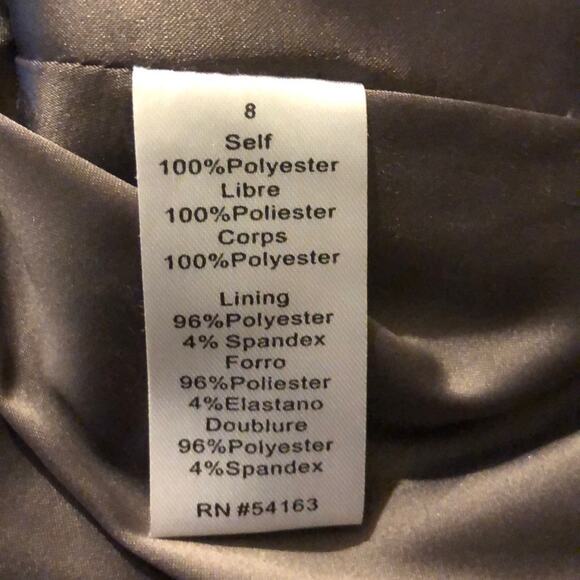 8
Self
100%Polyester
Libre
100%Poliester
Corps
100%Polyester
Lining
96%Polyester
4% Spandex
Forro
96%Poliester
4%Elastano
Doublure
96%Polyester
4%Spandex
RN #54163